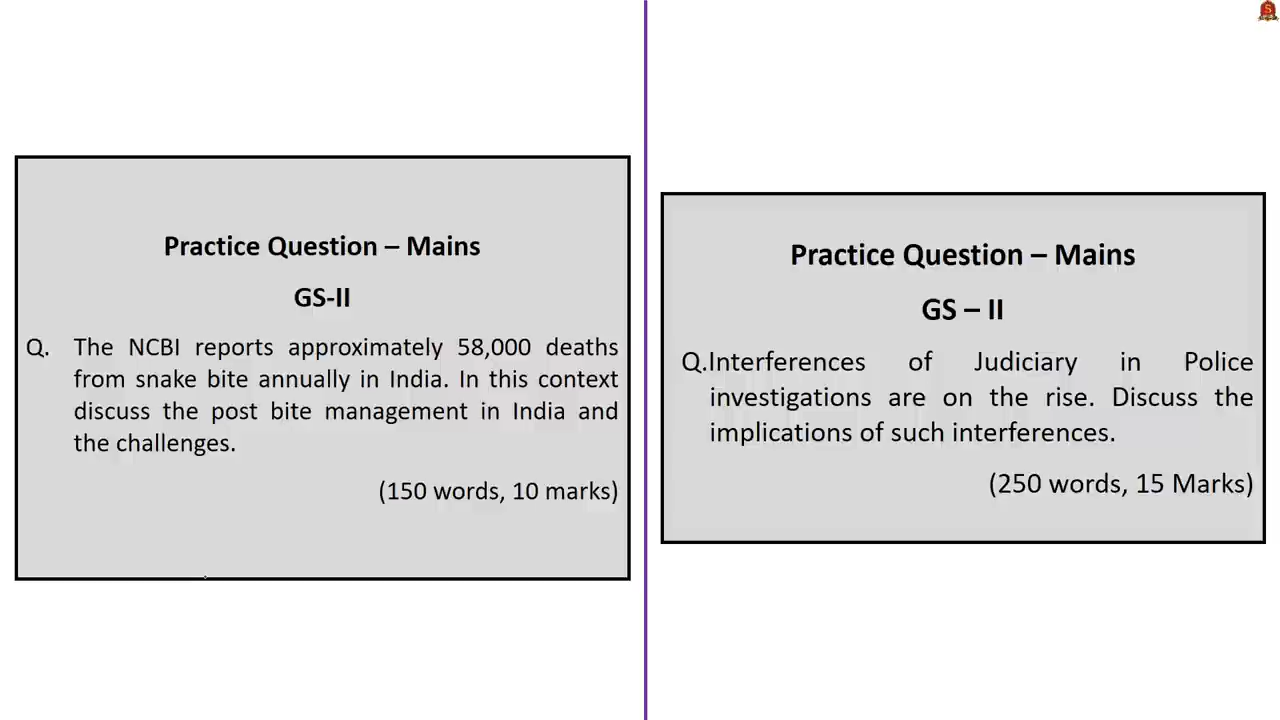 Practice Question – Mains
GS-II
Q. The NCBI reports approximately 58,000 deaths
from snake bite annually in India. In this context
discuss the post bite management in India and
the challenges.
(150 words, 10 marks)
Practice Question – Mains
GS – II
Q.Interferences of Judiciary in Police
investigations are on the rise. Discuss the
implications of such interferences.
(250 words, 15 Marks)
S